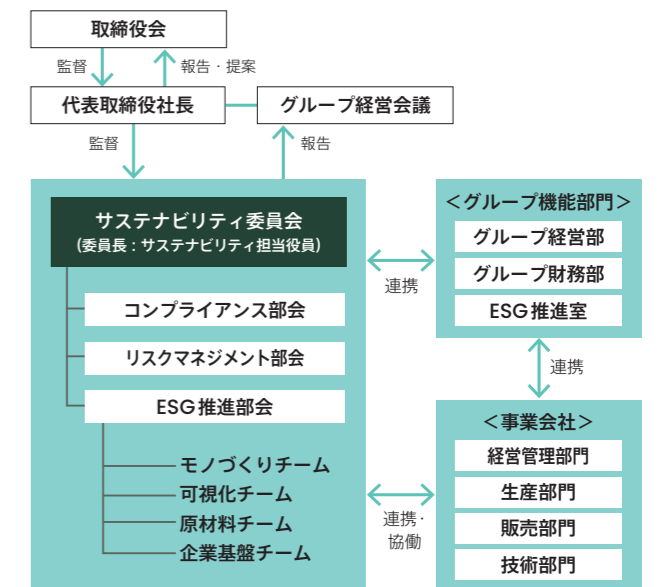 取締役会
監督
報告・提案
代表取締役社長
グループ経営会議
監督
報告
サステナビリティ委員会
(委員長：サステナビリティ担当役員)
コンプライアンス部会
リスクマネジメント部会
ESG推進部会
モノづくりチーム
可視化チーム
原材料チーム
企業基盤チーム
連携
＜グループ機能部門＞
グループ経営部
グループ財務部
ESG推進室
連携
連携・
協働
＜事業会社＞
経営管理部門
生産部門
販売部門
技術部門